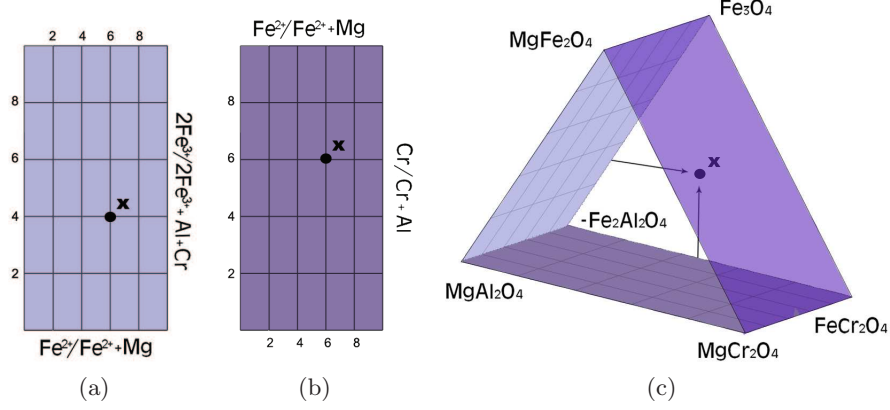 2 4 6 8
8
6
4
2
x
2Fe³⁺/2Fe³⁺+Al+Cr
Fe²⁺/Fe²⁺+Mg
(a)
Fe²⁺/Fe²⁺+Mg
8
6
4
2
x
Cr/Cr+Al
2 4 6 8
(b)
Fe₃O₄
MgFe₂O₄
x
-Fe₂Al₂O₄
MgAl₂O₄
FeCr₂O₄
MgCr₂O₄
(c)